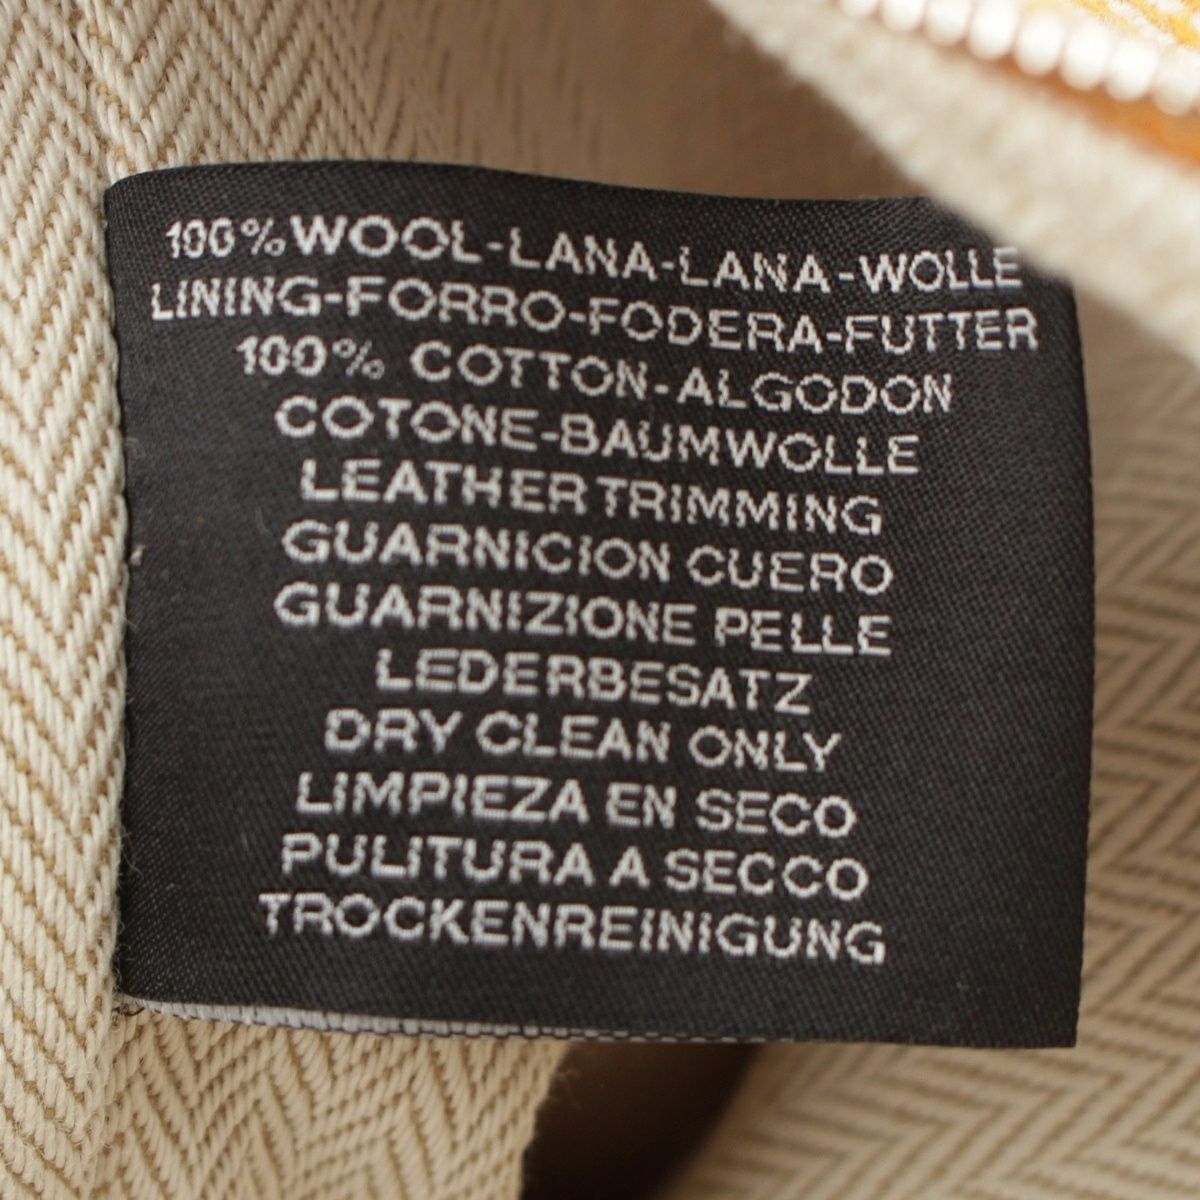 100% WOOL-LANA-LANA-WOLLE
LINING-FORRO-FODERA-FUTTER
100% COTTON-ALGODON
COTONE-BAUMWOLLE
LEATHER TRIMMING
GUARNICION CUERO
GUARNIZIONE PELLE
LEDERBESATZ
DRY CLEAN ONLY
LIMPIEZA EN SECO
PULITURA A SECCO
TROCKENREINIGUNG